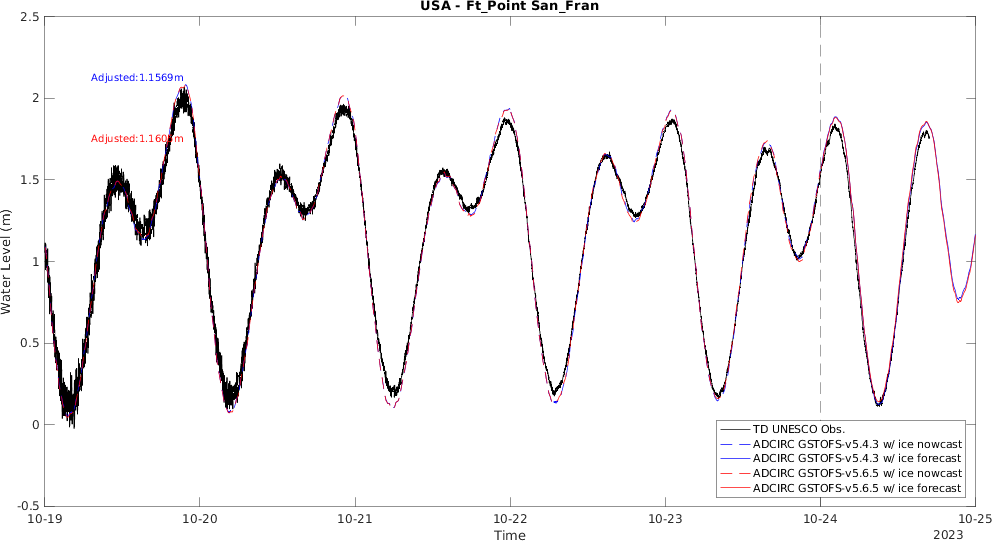 USA - Ft_Point San_Fran
2.5
2
1.5
1
0.5
0
-0.5
Water Level (m)
Adjusted:1.1569m
TD UNESCO Obs.
ADCIRC GSTOFS-v5.4.3 w/ ice nowcast
ADCIRC GSTOFS-v5.4.3 w/ ice forecast
ADCIRC GSTOFS-v5.6.5 w/ ice nowcast
ADCIRC GSTOFS-v5.6.5 w/ ice forecast
10-19
10-20
10-21
10-22
10-23
10-24
10-25
Time
2023